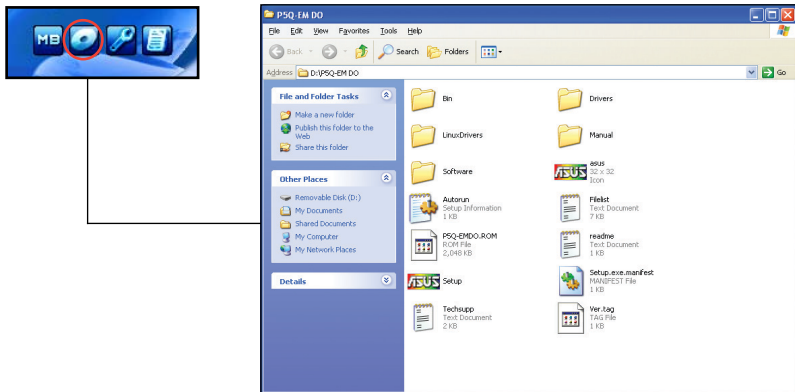 MB
P5Q-EM DO
File Edit View Favorites Tools Help
Back Search Folders
Address D:\P5Q-EM DO Go
File and Folder Tasks
Make a new folder
Publish this folder to the
Web
Share this folder
Other Places
Removable Disk (D:)
My Documents
Shared Documents
My Computer
My Network Places
Details
Bin
Drivers
LinuxDrivers
Manual
Software
ASUS
asus
32 x 32
Icon
Autorun
Setup Information
1 KB
Filelist
Text Document
7 KB
P5Q-EMDO.ROM
ROM File
2,048 KB
readme
Text Document
1 KB
ASUS
Setup
Setup.exe.manifest
MANIFEST File
1 KB
Techsupp
Text Document
2 KB
Ver.tag
TAG File
1 KB